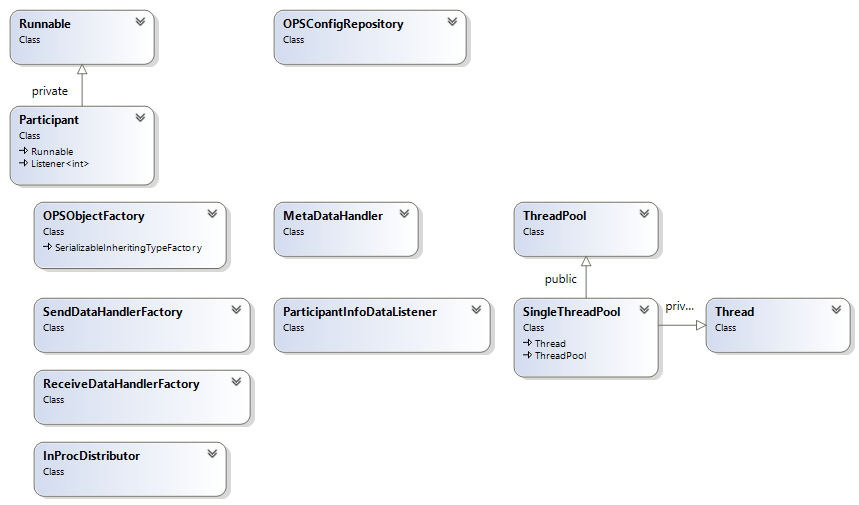 Runnable
Class
OPSConfigRepository
Class
private
Participant
Class
Runnable
Listener<int>
OPSObjectFactory
Class
SerializableInheritingTypeFactory
MetaDataHandler
Class
ThreadPool
Class
public
SendDataHandlerFactory
Class
ParticipantInfoDataListener
Class
SingleThreadPool
Class
Thread
ThreadPool
priv...
Thread
Class
ReceiveDataHandlerFactory
Class
InProcDistributor
Class